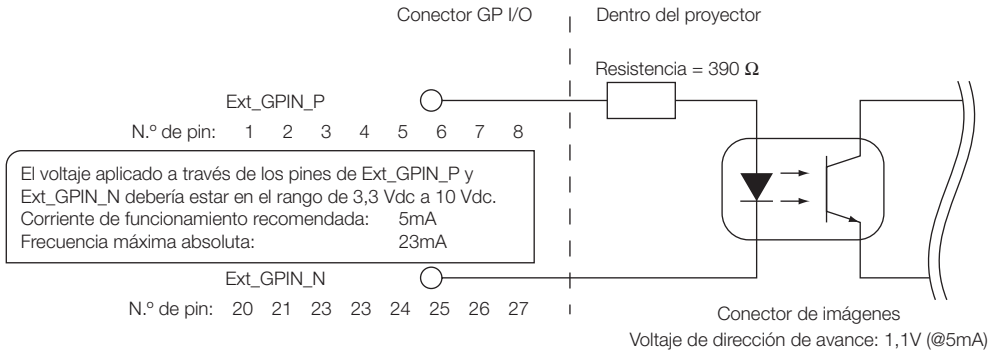 Conector GP I/O
Dentro del proyector
Resistencia = 390 Ω
Ext_GPIN_P
N.º de pin: 1 2 3 4 5 6 7 8
El voltaje aplicado a través de los pines de Ext_GPIN_P y
Ext_GPIN_N debería estar en el rango de 3,3 Vdc a 10 Vdc.
Corriente de funcionamiento recomendada: 5mA
Frecuencia máxima absoluta: 23mA
Ext_GPIN_N
N.º de pin: 20 21 23 23 24 25 26 27
Conector de imágenes
Voltaje de dirección de avance: 1,1V (@5mA)